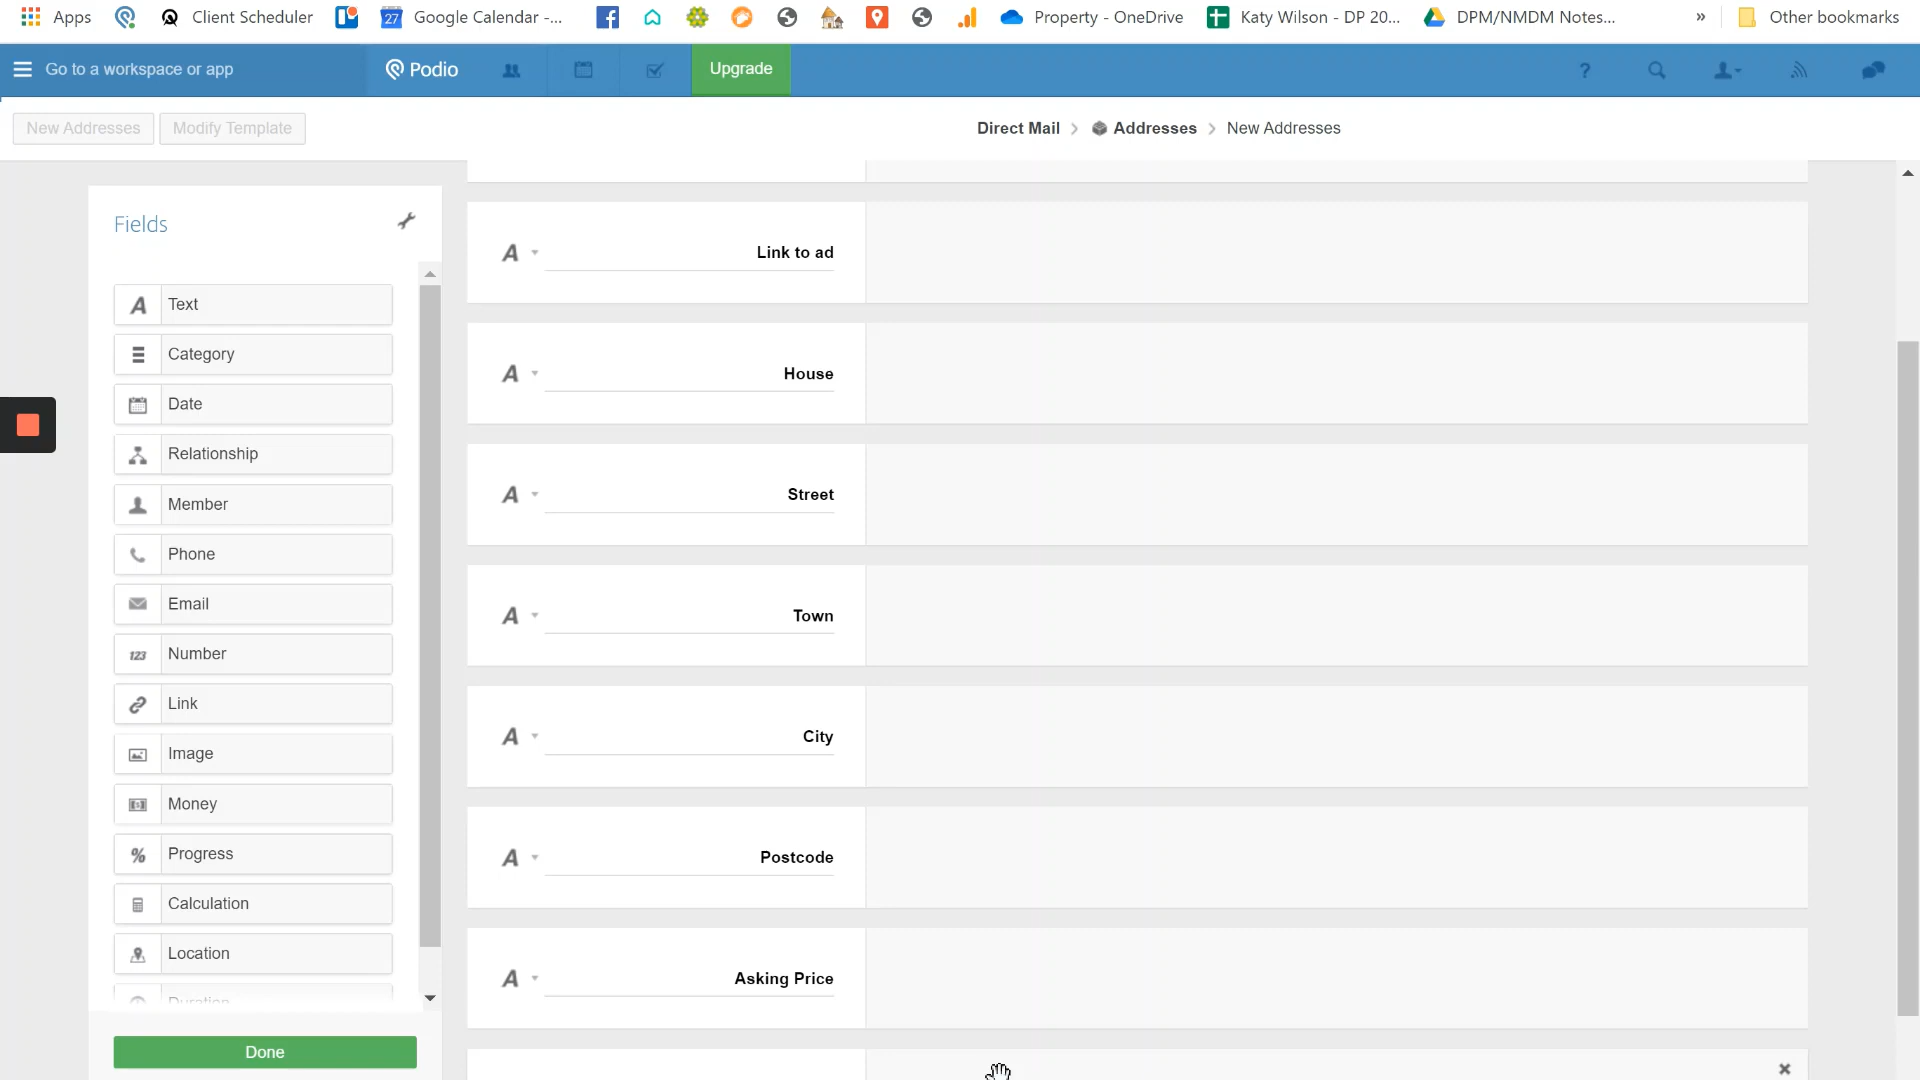 Apps Client Scheduler 27 Google Calendar -... Property - OneDrive Katy Wilson - DP 20... DPM/NMDM Notes... » Other bookmarks
Go to a workspace or app Podio Upgrade ?
New Addresses Modify Template Direct Mail > Addresses > New Addresses
Fields
A Text
Category
Date
Relationship
Member
Phone
Email
123 Number
Link
Image
Money
% Progress
Calculation
Location
Duration
Done
A Link to ad
A House
A Street
A Town
A City
A Postcode
A Asking Price